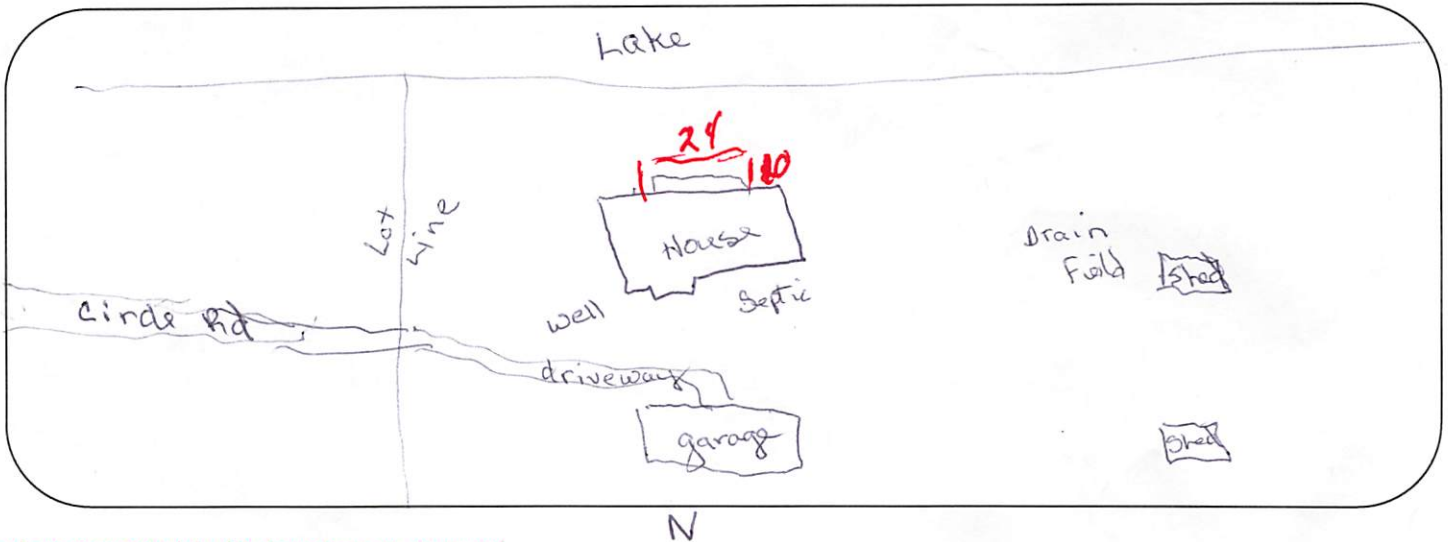 Lake
24
10
Lot
Line
House
Drain
Field
Shed
Septic
Well
Circle Rd
driveway
garage
Shed
N